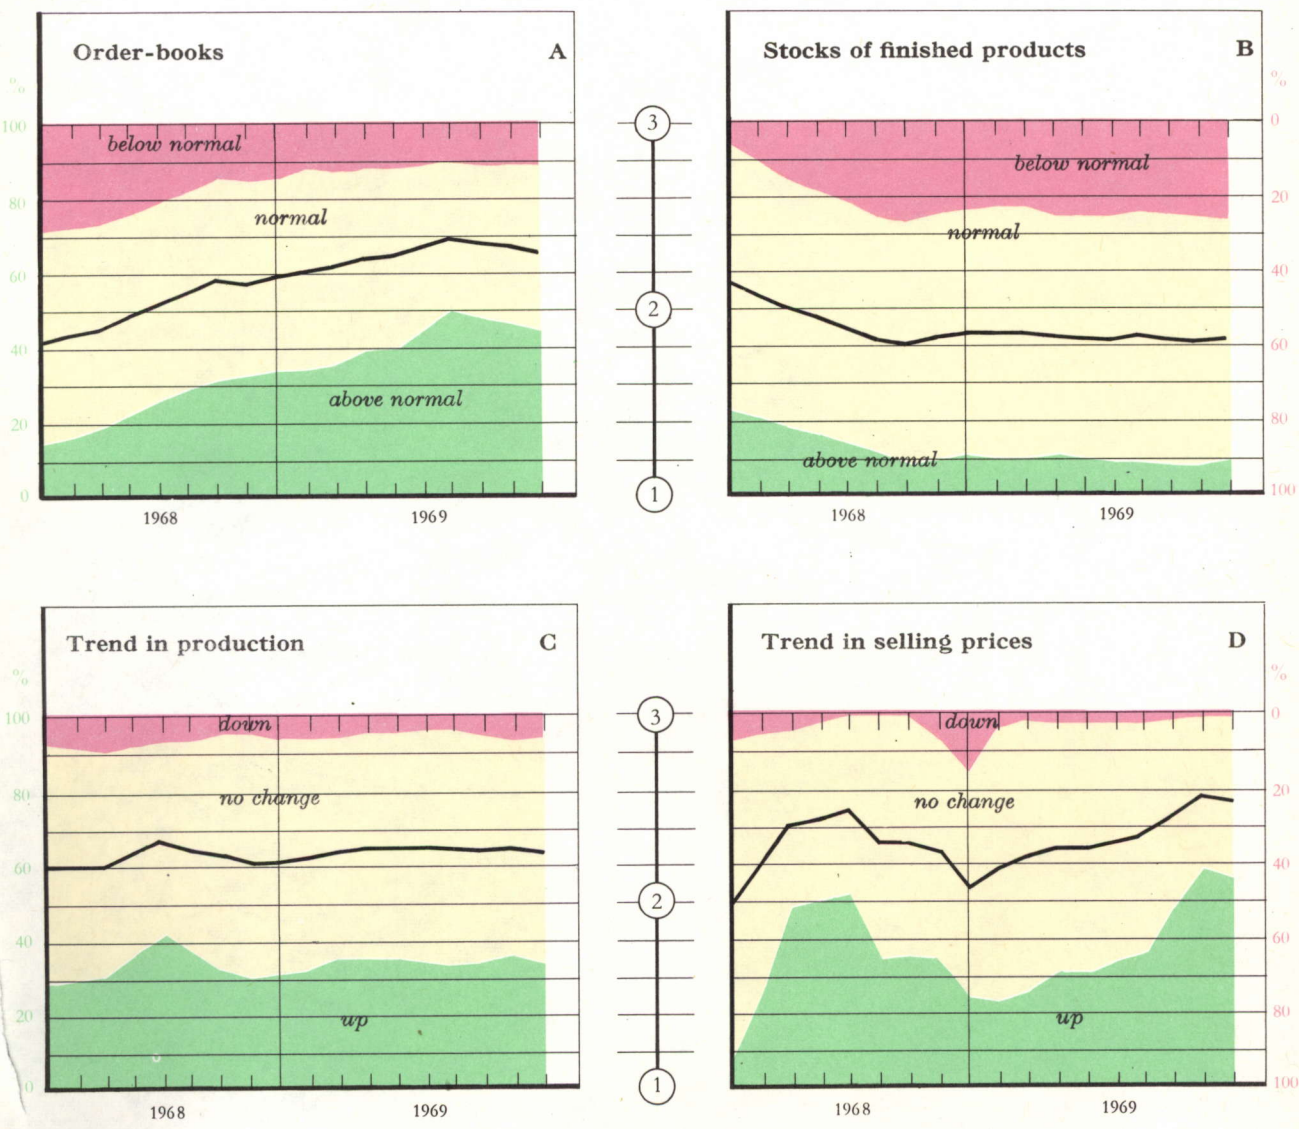 Order-books A
%
100
80
60
40
20
0
below normal
normal
above normal
1968 1969
3
2
1
Stocks of finished products B
%
0
20
40
60
80
100
below normal
normal
above normal
1968 1969
Trend in production C
%
100
80
60
40
20
0
down
no change
up
1968 1969
3
2
1
Trend in selling prices D
%
0
20
40
60
80
100
down
no change
up
1968 1969